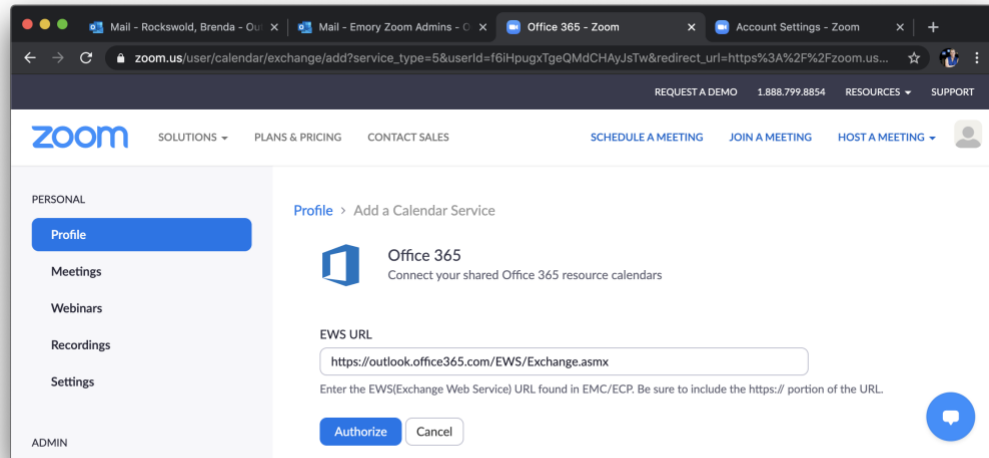 Mail - Rockswold, Brenda - Ou
Mail - Emory Zoom Admins - O
Office 365 - Zoom
Account Settings - Zoom
zoom.us/user/calendar/exchange/add?service_type=5&userId=f6iHpugxTgeQMdCHAyJsTw&redirect_url=https%3A%2F%2Fzoom.us...
REQUEST A DEMO 1.888.799.8854 RESOURCES SUPPORT
zoom SOLUTIONS PLANS & PRICING CONTACT SALES SCHEDULE A MEETING JOIN A MEETING HOST A MEETING
PERSONAL
Profile
Meetings
Webinars
Recordings
Settings
ADMIN
Profile > Add a Calendar Service
Office 365
Connect your shared Office 365 resource calendars
EWS URL
https://outlook.office365.com/EWS/Exchange.asmx
Enter the EWS(Exchange Web Service) URL found in EMC/ECP. Be sure to include the https:// portion of the URL.
Authorize Cancel